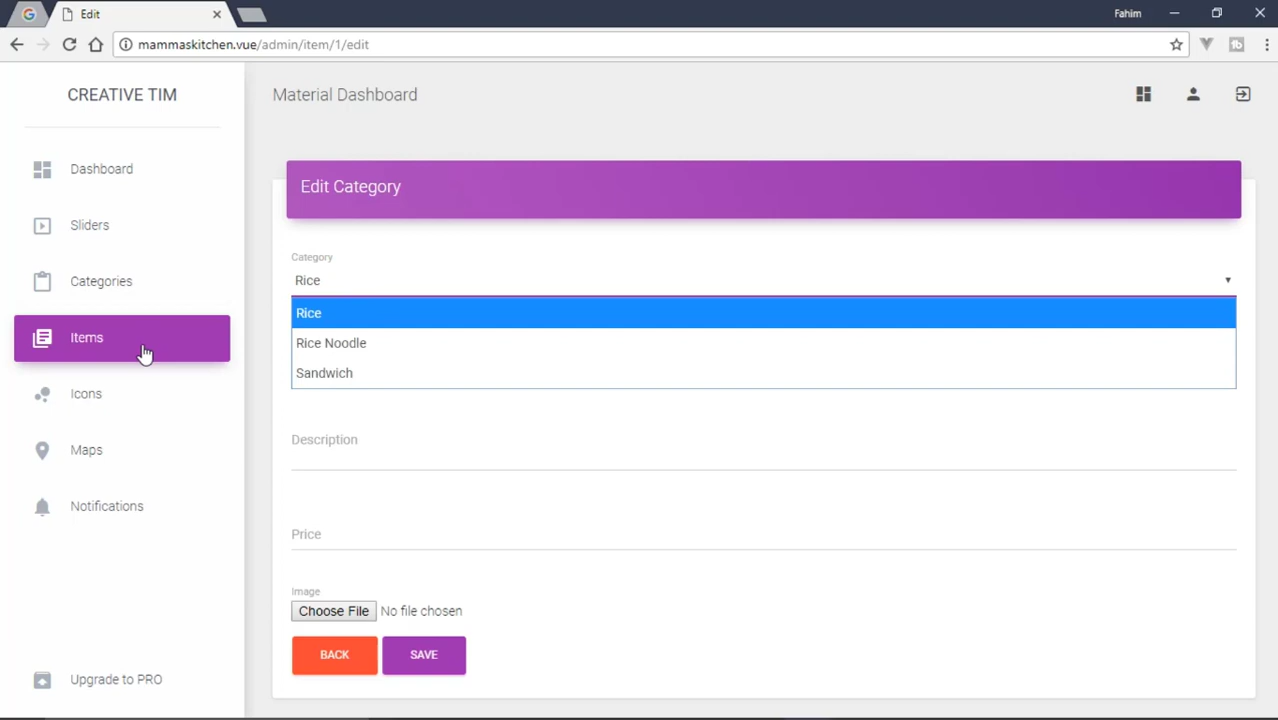 Edit
Fahim
mammaskitchen.vue/admin/item/1/edit
CREATIVE TIM
Material Dashboard
Dashboard
Sliders
Categories
Items
Icons
Maps
Notifications
Upgrade to PRO
Edit Category
Category
Rice
Rice
Rice Noodle
Sandwich
Description
Price
Image
Choose File No file chosen
BACK SAVE